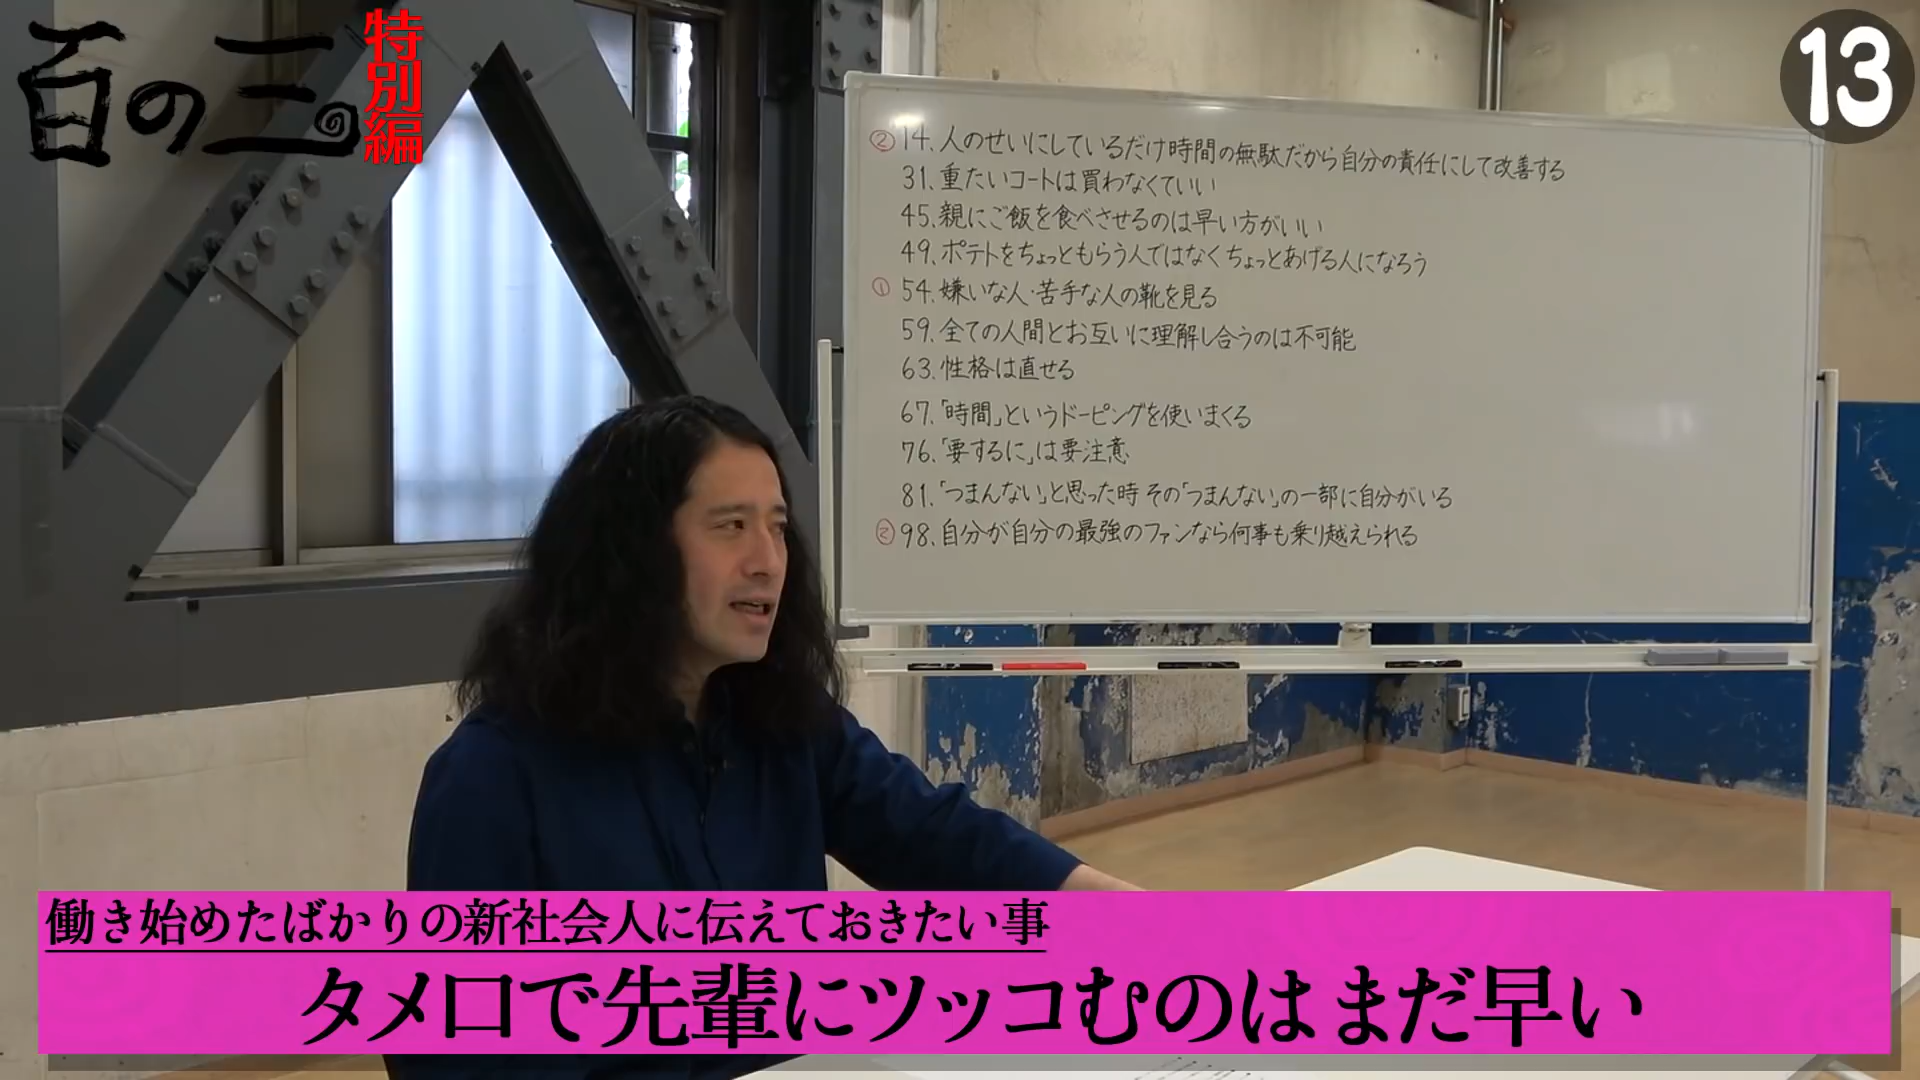 百の三
特別編
13
② 14. 人のせいにしているだけ時間の無駄だから自分の責任にして改善する
31. 重たいコートは買わなくていい
45. 親にご飯を食べさせるのは早い方がいい
49. ポテトをちょっともらう人ではなくちょっとあげる人になろう
① 54. 嫌いな人・苦手な人の靴を見る
59. 全ての人間とお互いに理解し合うのは不可能
63. 性格は直せる
67. 「時間」というドーピングを使いまくる
76. 「要するに」は要注意
81. 「つまんない」と思った時 その「つまんない」の一部に自分がいる
② 98. 自分が自分の最強のファンなら何事も乗り越えられる
働き始めたばかりの新社会人に伝えておきたい事
タメ口で先輩にツッコむのはまだ早い